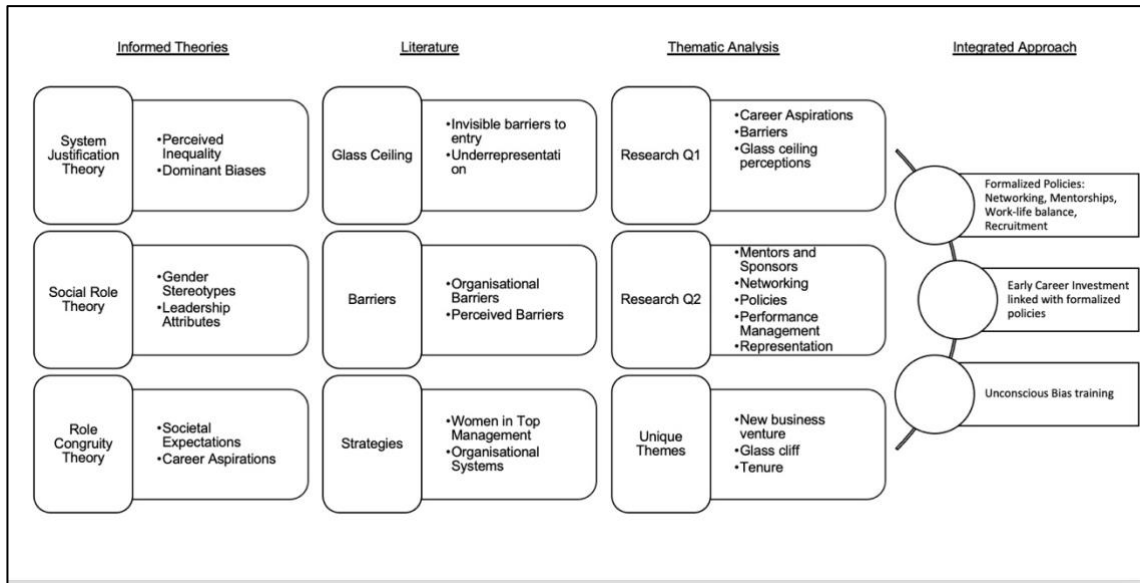 Informed Theories
Literature
Thematic Analysis
Integrated Approach
System
Justification
Theory
•Perceived
Inequality
•Dominant Biases
Glass Ceiling
•Invisible barriers to
entry
•Underrepresentati
on
Research Q1
•Career Aspirations
•Barriers
•Glass ceiling
perceptions
Formalized Policies:
Networking, Mentorships,
Work-life balance,
Recruitment
Social Role
Theory
•Gender
Stereotypes
•Leadership
Attributes
Barriers
•Organisational
Barriers
•Perceived Barriers
Research Q2
•Mentors and
Sponsors
•Networking
•Policies
•Performance
Management
•Representation
Early Career Investment
linked with formalized
policies
Role
Congruity
Theory
•Societal
Expectations
•Career Aspirations
Strategies
•Women in Top
Management
•Organisational
Systems
Unique
Themes
•New business
venture
•Glass cliff
•Tenure
Unconscious Bias training